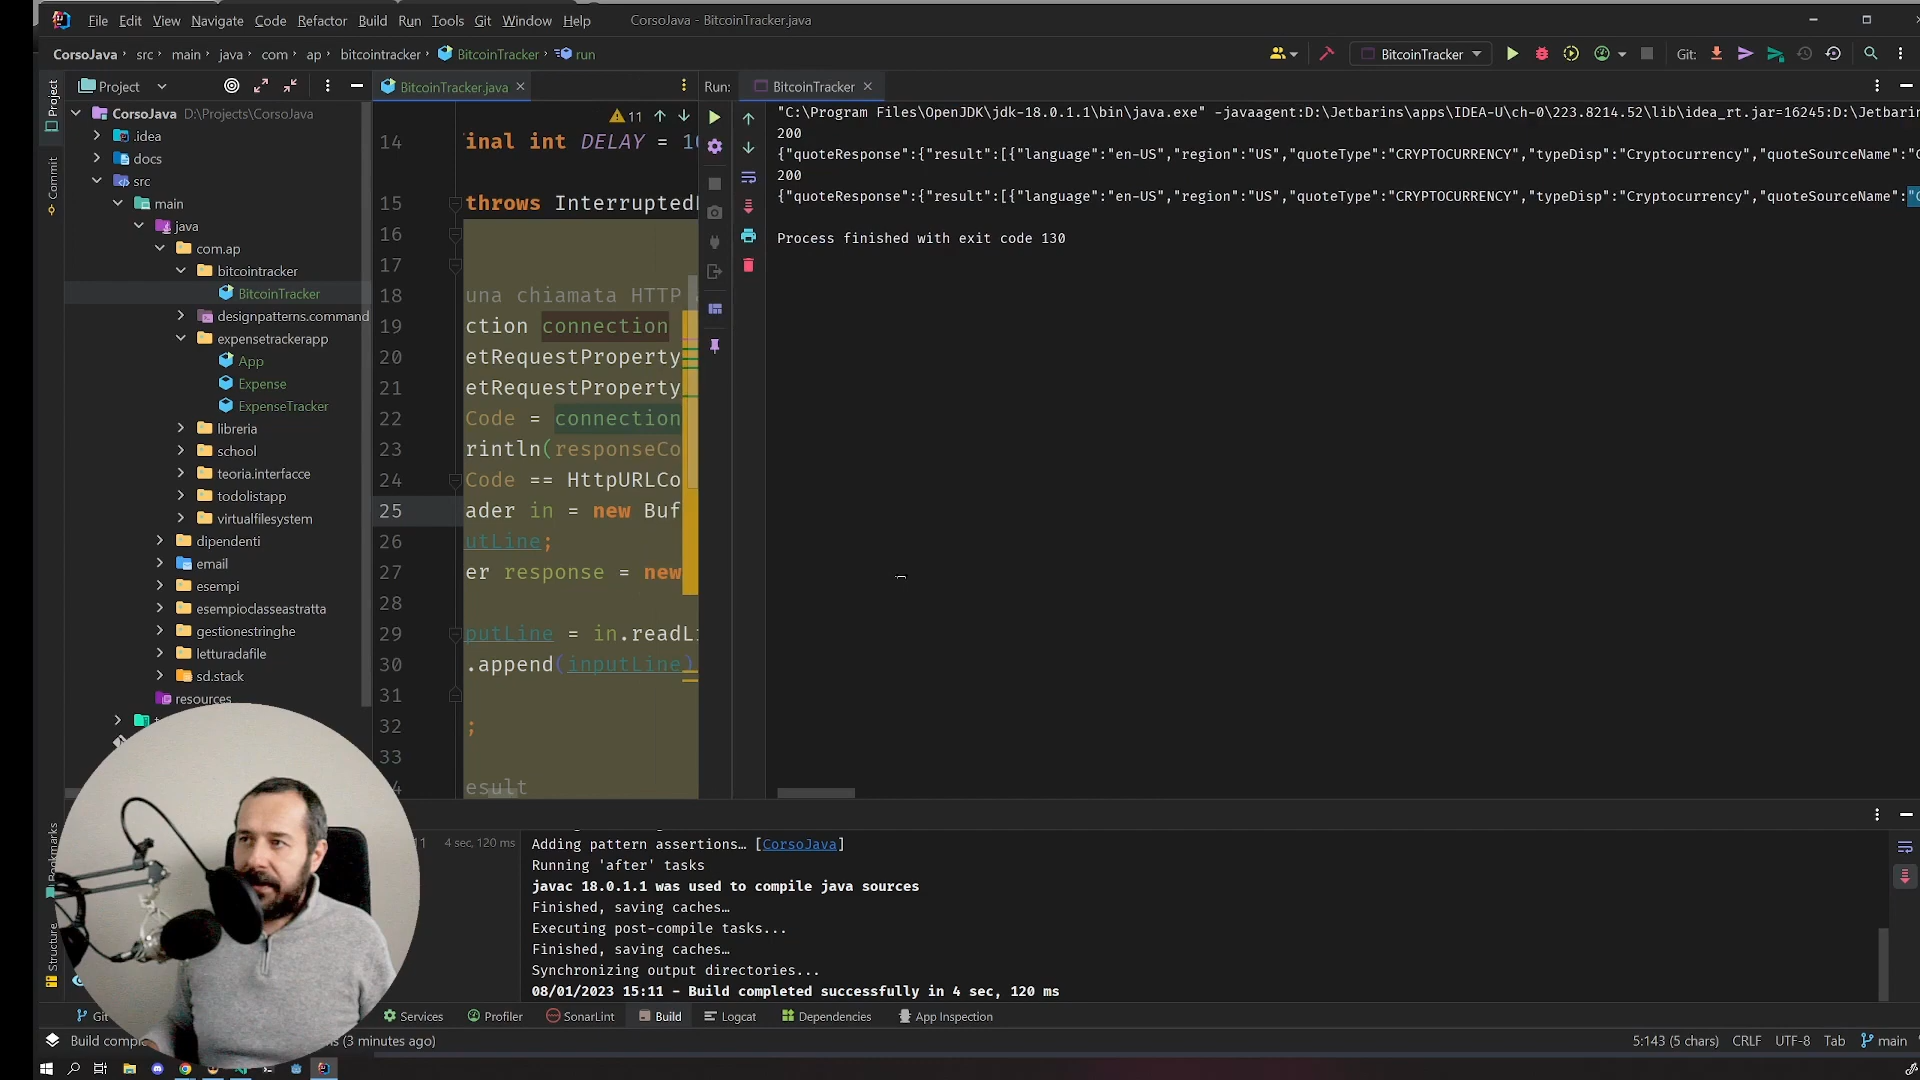 File Edit View Navigate Code Refactor Build Run Tools Git Window Help CorsoJava - BitcoinTracker.java
CorsoJava src main java com ap bitcointracker BitcoinTracker run BitcoinTracker Git:
Project
BitcoinTracker.java
Run: BitcoinTracker
Project
Commit
Bookmarks
Structure
CorsoJava D:\Projects\CorsoJava
.idea
docs
src
main
java
com.ap
bitcointracker
BitcoinTracker
designpatterns.command
expensetrackerapp
App
Expense
ExpenseTracker
libreria
school
teoria.interfacce
todolistapp
virtualfilesystem
dipendenti
email
esempi
esempioclasseastratta
gestionestringhe
letturadafile
sd.stack
resources
11
14 inal int DELAY = 10
15 throws Interrupted
16
17
18 una chiamata HTTP
19 ction connection
20 etRequestProperty
21 etRequestProperty
22 Code = connection
23 rintln(responseCo
24 Code == HttpURLCo
25 ader in = new Buf
26 utLine;
27 er response = new
28
29 putLine = in.readLi
30 .append(inputLine)
31
32 ;
33
esult
"C:\Program Files\OpenJDK\jdk-18.0.1.1\bin\java.exe" -javaagent:D:\Jetbarins\apps\IDEA-U\ch-0\223.8214.52\lib\idea_rt.jar=16245:D:\Jetbarins
200
{"quoteResponse":{"result":[{"language":"en-US","region":"US","quoteType":"CRYPTOCURRENCY","typeDisp":"Cryptocurrency","quoteSourceName":"C
200
{"quoteResponse":{"result":[{"language":"en-US","region":"US","quoteType":"CRYPTOCURRENCY","typeDisp":"Cryptocurrency","quoteSourceName":"C
Process finished with exit code 130
11 4 sec, 120 ms
Adding pattern assertions… [CorsoJava]
Running 'after' tasks
javac 18.0.1.1 was used to compile java sources
Finished, saving caches…
Executing post-compile tasks...
Finished, saving caches…
Synchronizing output directories...
08/01/2023 15:11 - Build completed successfully in 4 sec, 120 ms
Git Services Profiler SonarLint Build Logcat Dependencies App Inspection
Build comple (3 minutes ago) 5:143 (5 chars) CRLF UTF-8 Tab main